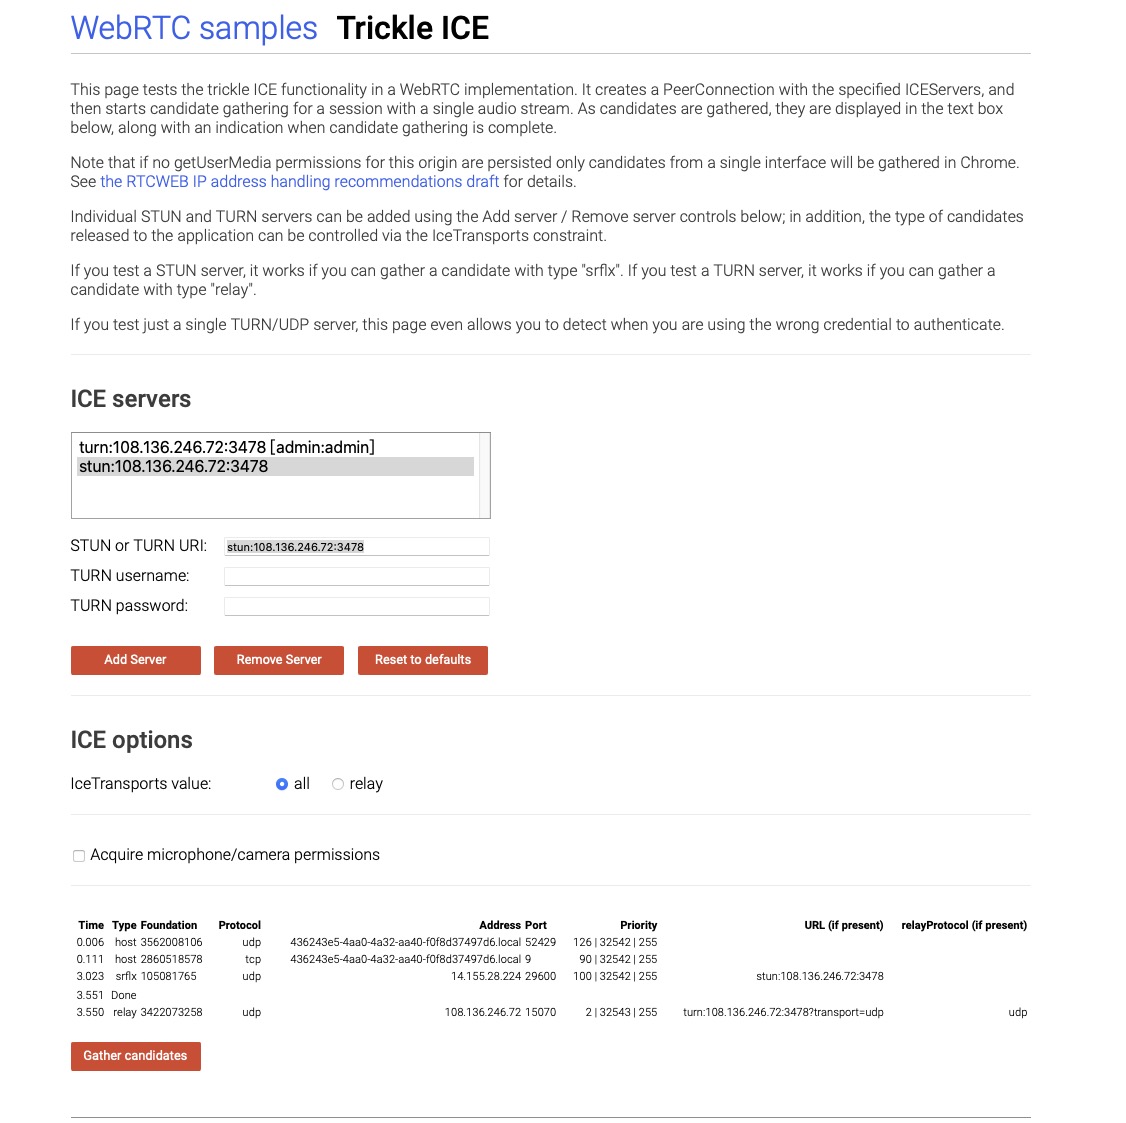 WebRTC samples Trickle ICE
This page tests the trickle ICE functionality in a WebRTC implementation. It creates a PeerConnection with the specified ICEServers, and
then starts candidate gathering for a session with a single audio stream. As candidates are gathered, they are displayed in the text box
below, along with an indication when candidate gathering is complete.
Note that if no getUserMedia permissions for this origin are persisted only candidates from a single interface will be gathered in Chrome.
See the RTCWEB IP address handling recommendations draft for details.
Individual STUN and TURN servers can be added using the Add server / Remove server controls below; in addition, the type of candidates
released to the application can be controlled via the IceTransports constraint.
If you test a STUN server, it works if you can gather a candidate with type "srflx". If you test a TURN server, it works if you can gather a
candidate with type "relay".
If you test just a single TURN/UDP server, this page even allows you to detect when you are using the wrong credential to authenticate.
ICE servers
turn:108.136.246.72:3478 [admin:admin]
stun:108.136.246.72:3478
STUN or TURN URI: stun:108.136.246.72:3478
TURN username:
TURN password:
Add Server Remove Server Reset to defaults
ICE options
IceTransports value: all relay
Acquire microphone/camera permissions
Time Type Foundation Protocol Address Port Priority URL (if present) relayProtocol (if present)
0.006 host 3562008106 udp 436243e5-4aa0-4a32-aa40-f0f8d37497d6.local 52429 126 | 32542 | 255
0.111 host 2860518578 tcp 436243e5-4aa0-4a32-aa40-f0f8d37497d6.local 9 90 | 32542 | 255
3.023 srflx 105081765 udp 14.155.28.224 29600 100 | 32542 | 255 stun:108.136.246.72:3478
3.551 Done
3.550 relay 3422073258 udp 108.136.246.72 15070 2 | 32543 | 255 turn:108.136.246.72:3478?transport=udp udp
Gather candidates